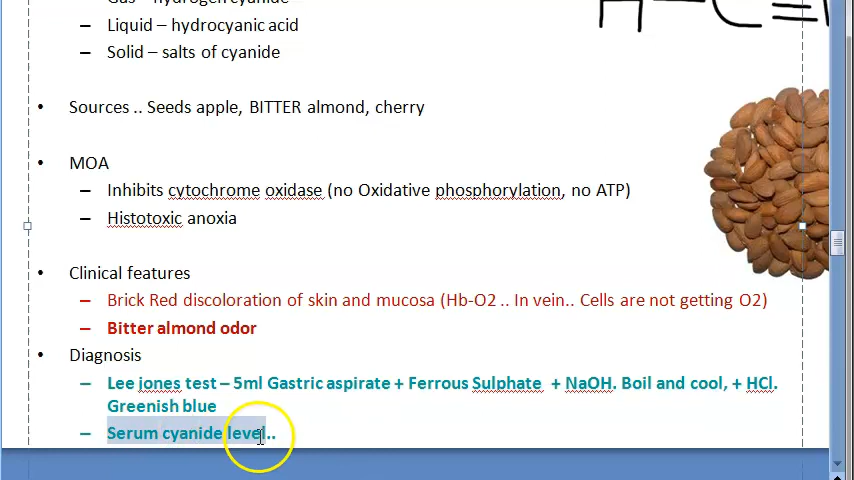 Gas – hydrogen cyanide
– Liquid – hydrocyanic acid
– Solid – salts of cyanide
• Sources .. Seeds apple, BITTER almond, cherry
• MOA
– Inhibits cytochrome oxidase (no Oxidative phosphorylation, no ATP)
– Histotoxic anoxia
• Clinical features
– Brick Red discoloration of skin and mucosa (Hb-O2 .. In vein.. Cells are not getting O2)
– Bitter almond odor
• Diagnosis
– Lee jones test – 5ml Gastric aspirate + Ferrous Sulphate + NaOH. Boil and cool, + HCl.
Greenish blue
– Serum cyanide level..